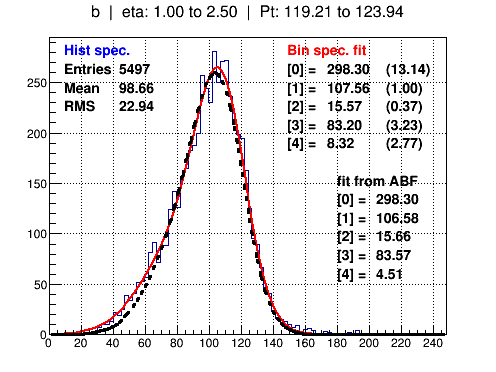 b | eta: 1.00 to 2.50 | Pt: 119.21 to 123.94
Hist spec.
Entries 5497
Mean 98.66
RMS 22.94
Bin spec. fit
[0] = 298.30 (13.14)
[1] = 107.56 (1.00)
[2] = 15.57 (0.37)
[3] = 83.20 (3.23)
[4] = 8.32 (2.77)
fit from ABF
[0] = 298.30
[1] = 106.58
[2] = 15.66
[3] = 83.57
[4] = 4.51
250
200
150
100
50
0
0 20 40 60 80 100 120 140 160 180 200 220 240